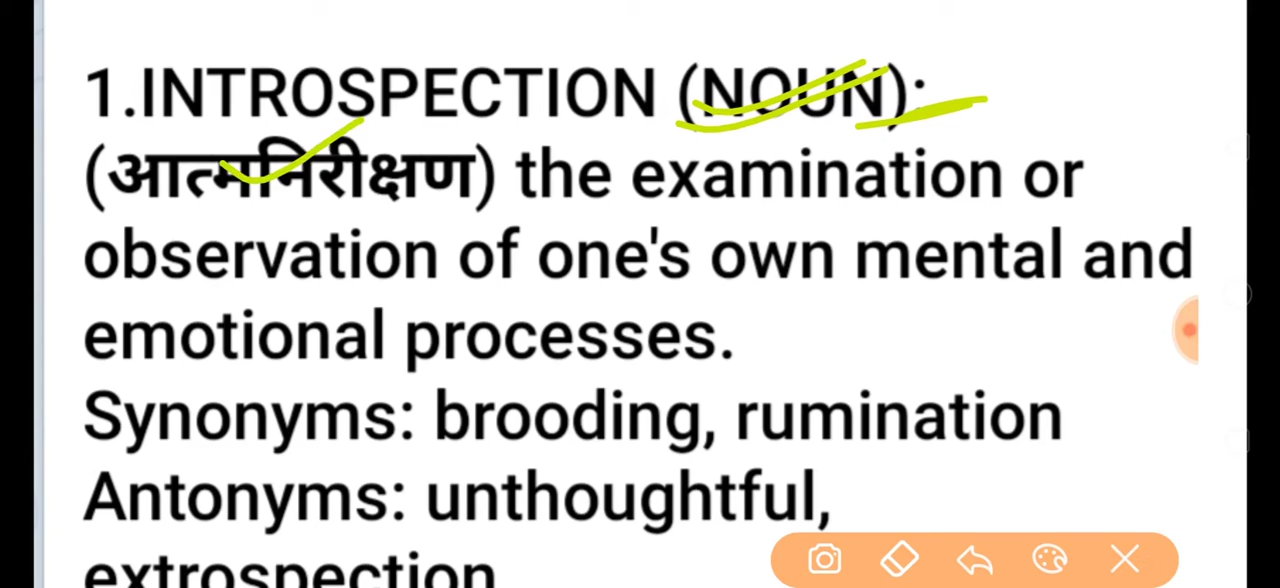 1.INTROSPECTION (NOUN):
(आत्मनिरीक्षण) the examination or
observation of one's own mental and
emotional processes.
Synonyms: brooding, rumination
Antonyms: unthoughtful,
extrospection